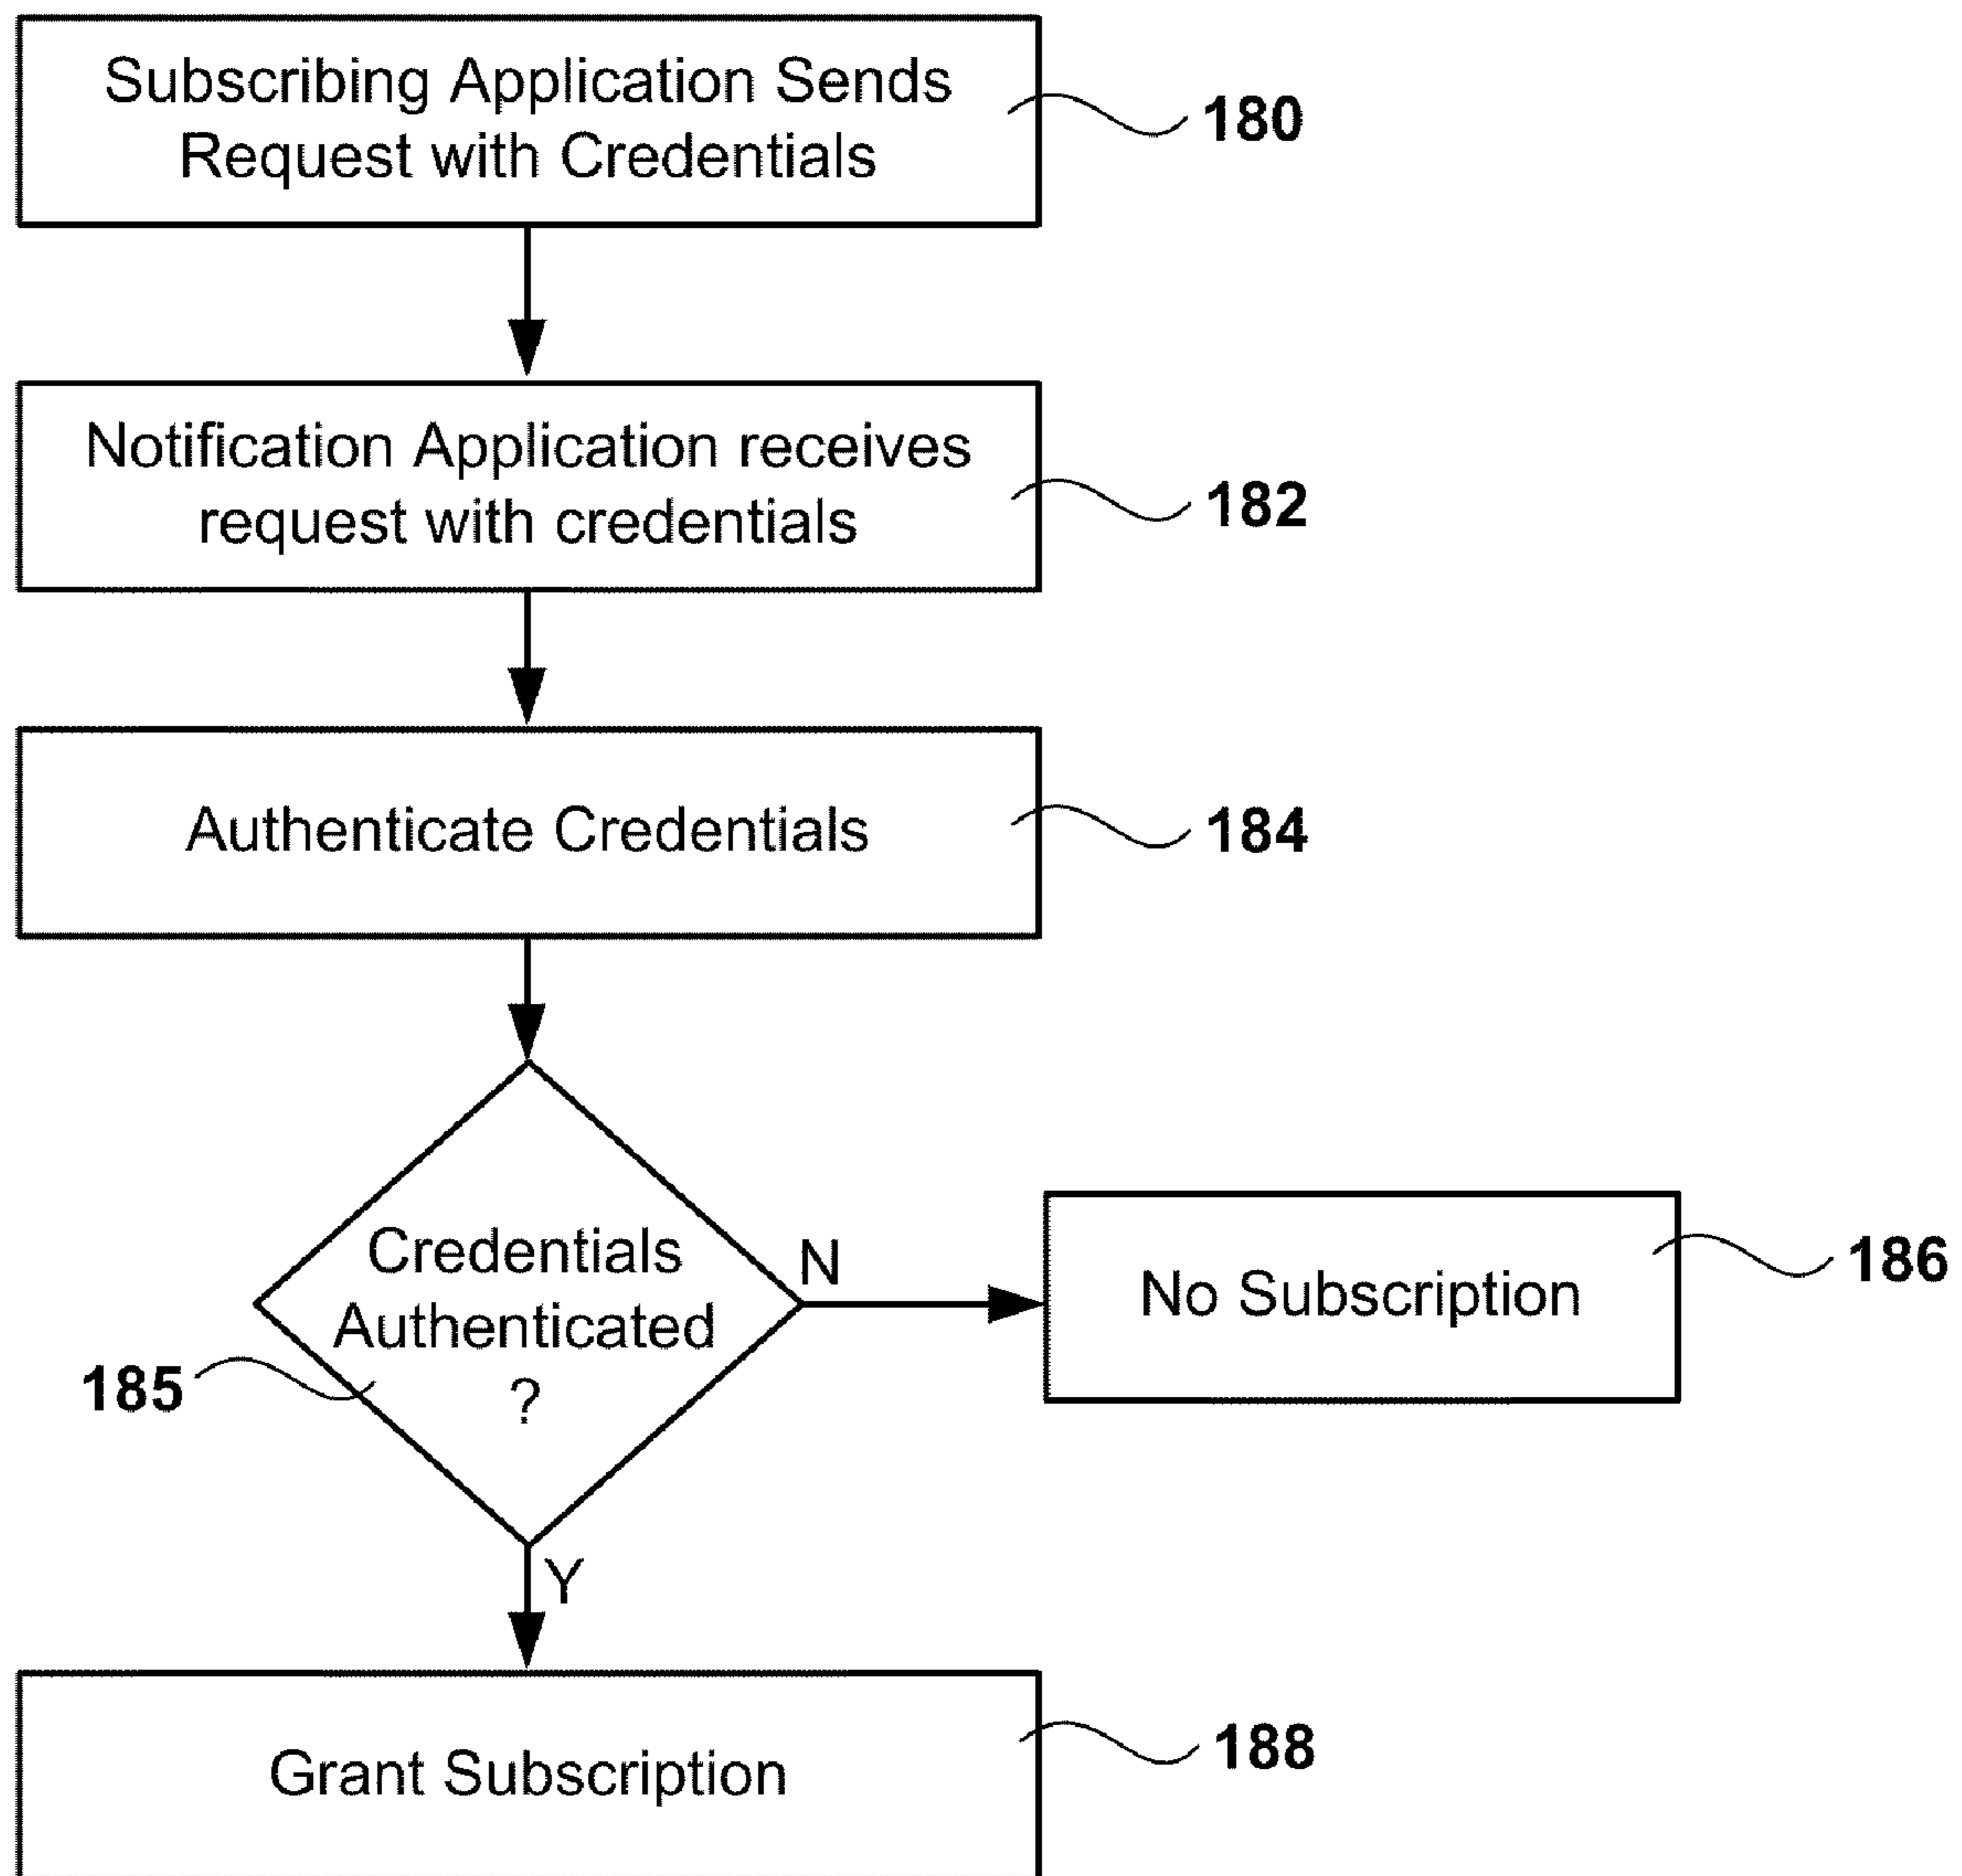 Subscribing Application Sends
Request with Credentials
180
Notification Application receives
request with credentials
182
Authenticate Credentials
184
Credentials
Authenticated
?
185
N
No Subscription
186
Y
Grant Subscription
188